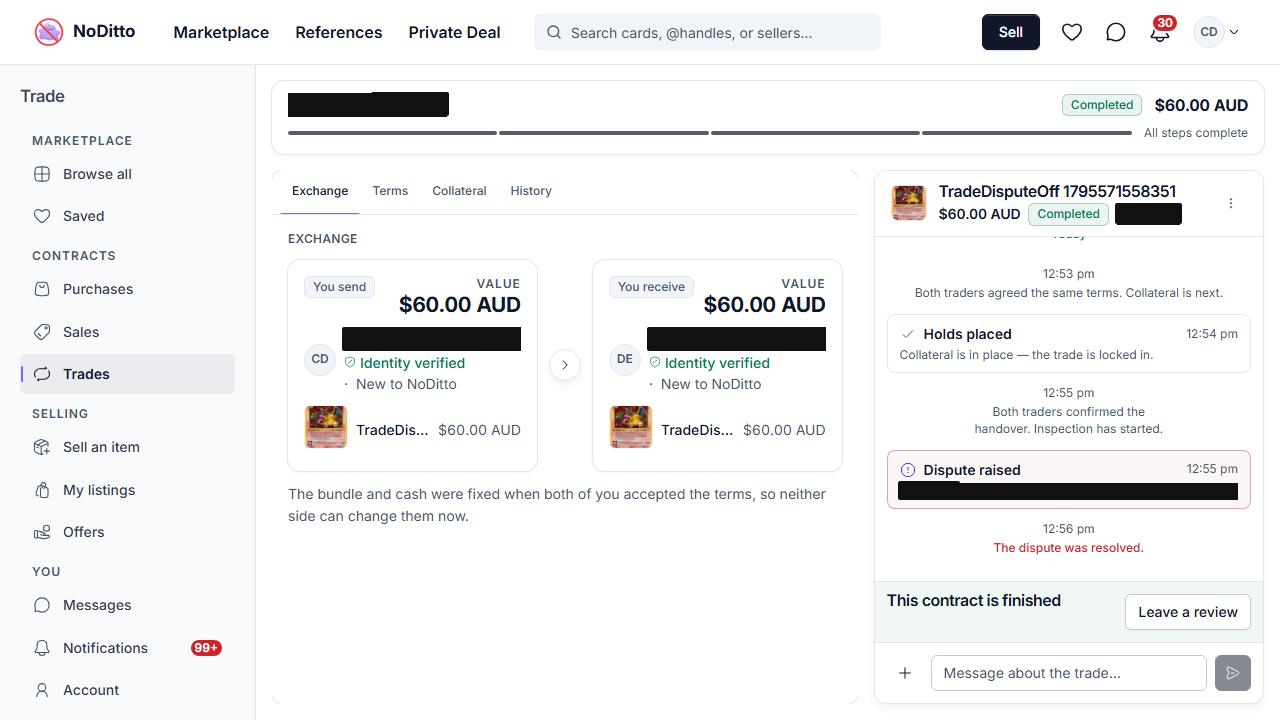 NoDitto
Marketplace
References
Private Deal
Search cards, @handles, or sellers...
Sell
30
CD
Trade
MARKETPLACE
Browse all
Saved
CONTRACTS
Purchases
Sales
Trades
SELLING
Sell an item
My listings
Offers
YOU
Messages
Notifications
99+
Account
Completed
$60.00 AUD
All steps complete
Exchange
Terms
Collateral
History
EXCHANGE
You send
VALUE
$60.00 AUD
CD
Identity verified
· New to NoDitto
TradeDis...
$60.00 AUD
You receive
VALUE
$60.00 AUD
DE
Identity verified
· New to NoDitto
TradeDis...
$60.00 AUD
The bundle and cash were fixed when both of you accepted the terms, so neither
side can change them now.
TradeDisputeOff 1795571558351
$60.00 AUD
Completed
12:53 pm
Both traders agreed the same terms. Collateral is next.
Holds placed
12:54 pm
Collateral is in place — the trade is locked in.
12:55 pm
Both traders confirmed the
handover. Inspection has started.
Dispute raised
12:55 pm
12:56 pm
The dispute was resolved.
This contract is finished
Leave a review
Message about the trade...